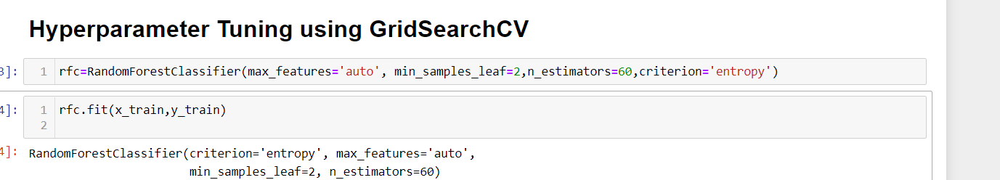 Hyperparameter Tuning using GridSearchCV
3]: 1 rfc=RandomForestClassifier(max_features='auto', min_samples_leaf=2,n_estimators=60,criterion='entropy')
4]: 1 rfc.fit(x_train,y_train)
2
4]: RandomForestClassifier(criterion='entropy', max_features='auto',
min_samples_leaf=2, n_estimators=60)